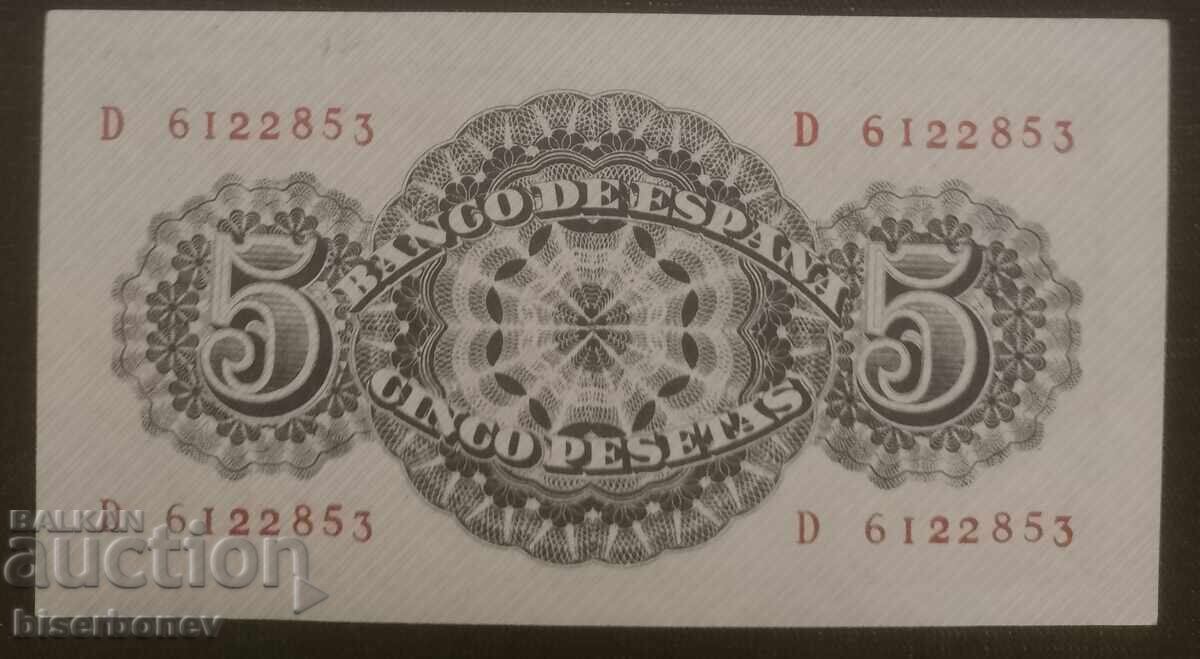 D 6122853 D 6122853
BANCO DE ESPAÑA
5 5
CINCO PESETAS
D 6122853 D 6122853
BALKAN
auction
biserbonev